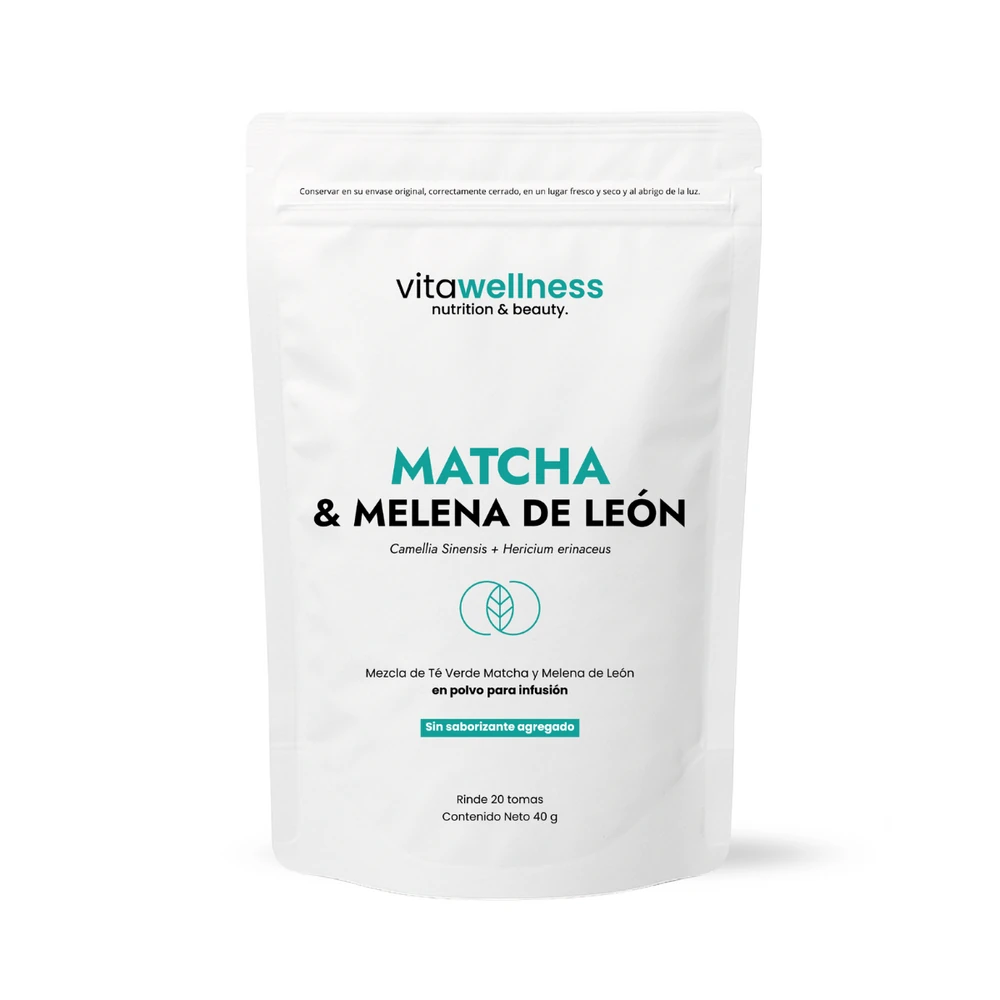 Conservar en su envase original, correctamente cerrado, en un lugar fresco y seco y al abrigo de la luz.
vitawellness
nutrition & beauty.
MATCHA
& MELENA DE LEÓN
Camellia Sinensis + Hericium erinaceus
Mezcla de Té Verde Matcha y Melena de León
en polvo para infusión
Sin saborizante agregado
Rinde 20 tomas
Contenido Neto 40 g